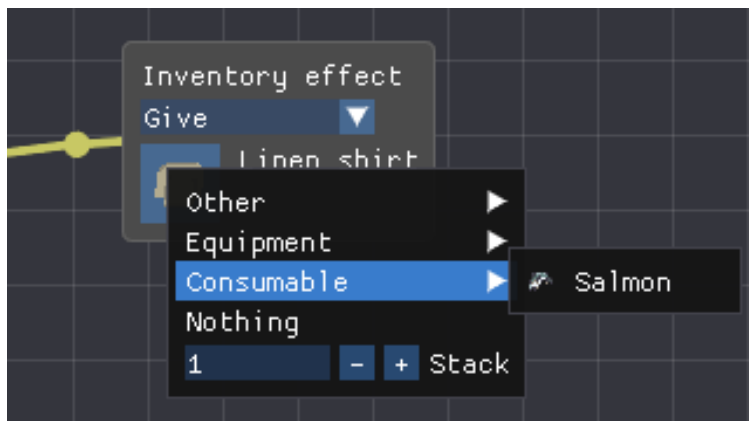 Inventory effect
Give
Linen shirt
Other
Equipment
Consumable
Salmon
Nothing
1 - + Stack